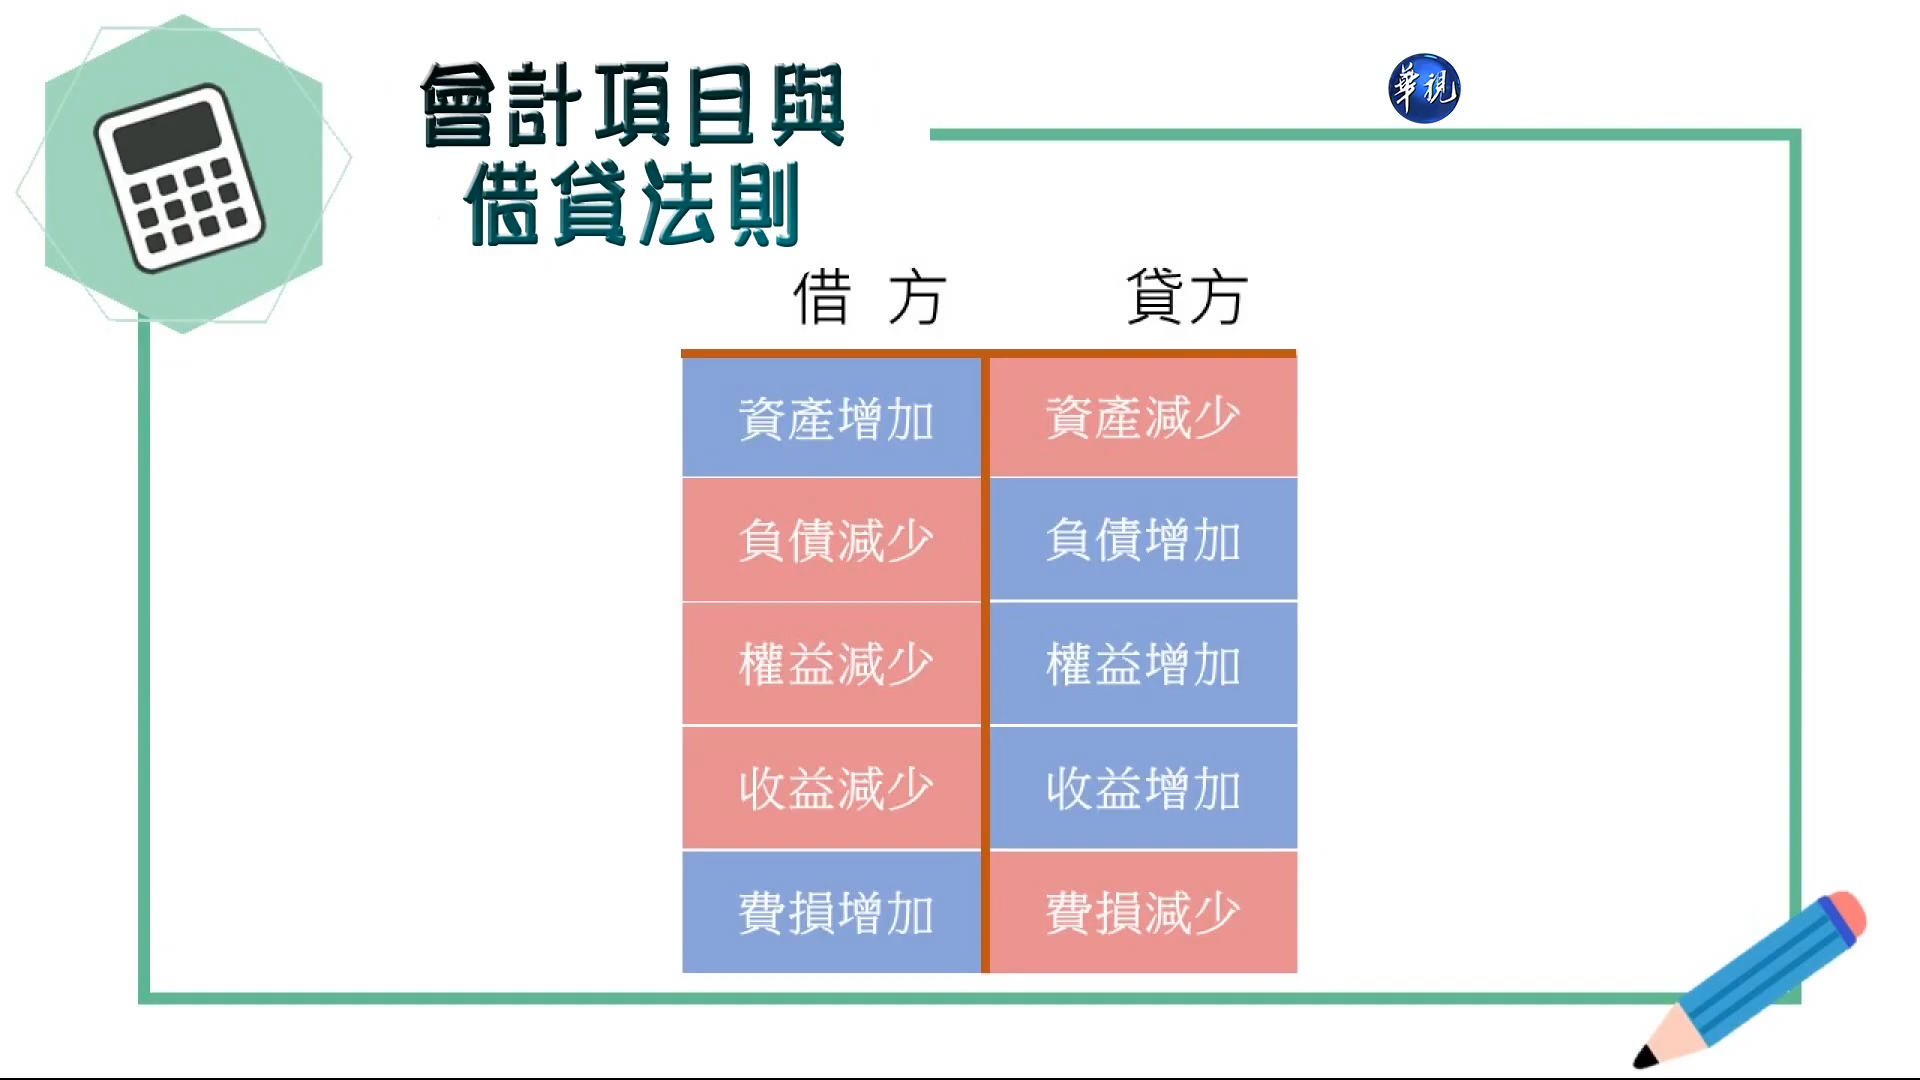 會計項目與
借貸法則
華視
借 方 貸方
資產增加 資產減少
負債減少 負債增加
權益減少 權益增加
收益減少 收益增加
費損增加 費損減少